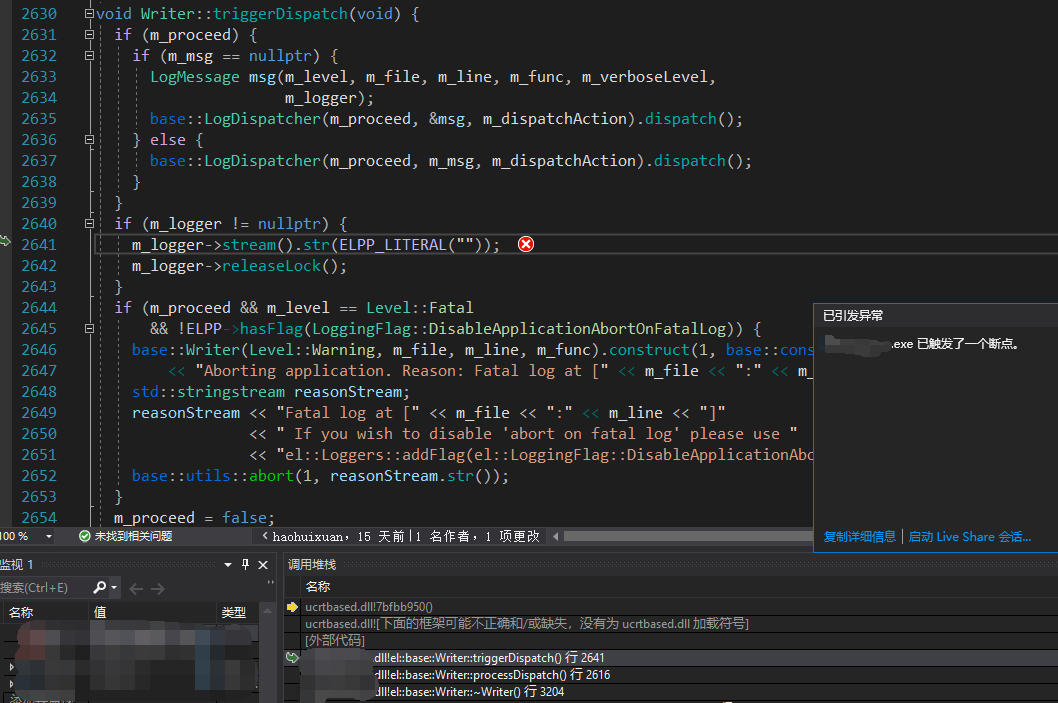 2630 void Writer::triggerDispatch(void) {
2631 if (m_proceed) {
2632 if (m_msg == nullptr) {
2633 LogMessage msg(m_level, m_file, m_line, m_func, m_verboseLevel,
2634 m_logger);
2635 base::LogDispatcher(m_proceed, &msg, m_dispatchAction).dispatch();
2636 } else {
2637 base::LogDispatcher(m_proceed, m_msg, m_dispatchAction).dispatch();
2638 }
2639 }
2640 if (m_logger != nullptr) {
2641 m_logger->stream().str(ELPP_LITERAL(""));
2642 m_logger->releaseLock();
2643 }
2644 if (m_proceed && m_level == Level::Fatal
2645 && !ELPP->hasFlag(LoggingFlag::DisableApplicationAbortOnFatalLog)) {
2646 base::Writer(Level::Warning, m_file, m_line, m_func).construct(1, base::cons
2647 << "Aborting application. Reason: Fatal log at [" << m_file << ":" << m_
2648 std::stringstream reasonStream;
2649 reasonStream << "Fatal log at [" << m_file << ":" << m_line << "]"
2650 << " If you wish to disable 'abort on fatal log' please use "
2651 << "el::Loggers::addFlag(el::LoggingFlag::DisableApplicationAbo
2652 base::utils::abort(1, reasonStream.str());
2653 }
2654 m_proceed = false;
已引发异常
.exe 已触发了一个断点。
复制详细信息 | 启动 Live Share 会话...
100 % 未找到相关问题 haohuixuan，15 天前 | 1 名作者，1 项更改
监视 1
搜索(Ctrl+E)
名称 值 类型
调用堆栈
名称
ucrtbased.dll!7bfbb950()
ucrtbased.dll![下面的框架可能不正确和/或缺失，没有为 ucrtbased.dll 加载符号]
[外部代码]
.dll!el::base::Writer::triggerDispatch() 行 2641
.dll!el::base::Writer::processDispatch() 行 2616
.dll!el::base::Writer::~Writer() 行 3204